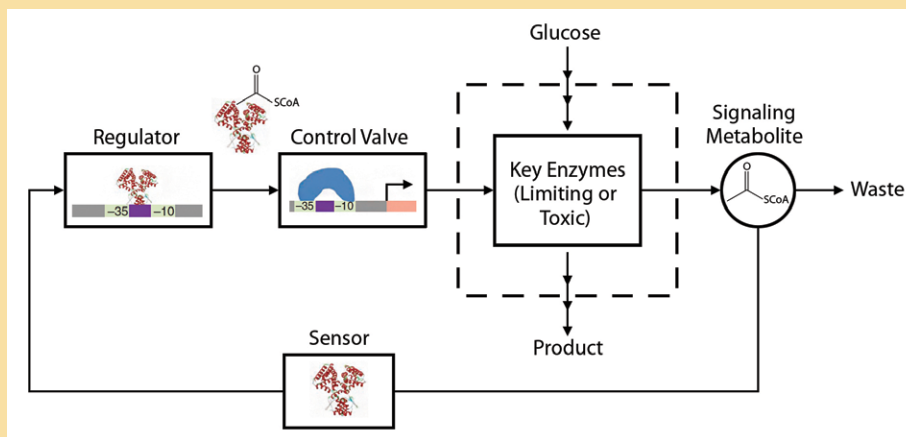 Glucose
O
SCoA
Regulator
Control Valve
Signaling
Metabolite
–35
–10
–35
–10
Key Enzymes
(Limiting or
Toxic)
O
SCoA
Waste
Sensor
Product